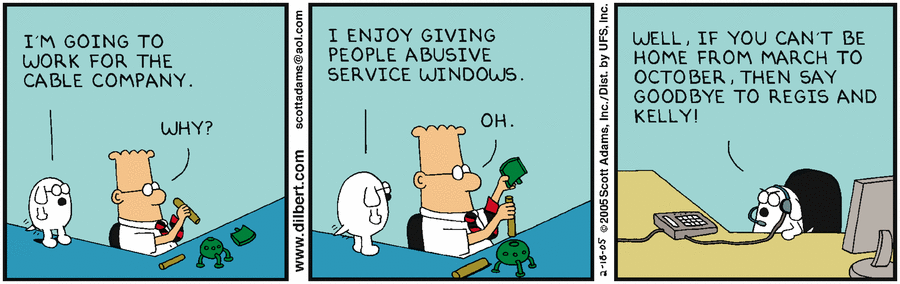 I'M GOING TO
WORK FOR THE
CABLE COMPANY.
WHY?
scottadams@aol.com
www.dilbert.com
I ENJOY GIVING
PEOPLE ABUSIVE
SERVICE WINDOWS.
OH.
2-18-05 © 2005 Scott Adams, Inc./Dist. by UFS, Inc.
WELL, IF YOU CAN'T BE
HOME FROM MARCH TO
OCTOBER, THEN SAY
GOODBYE TO REGIS AND
KELLY!